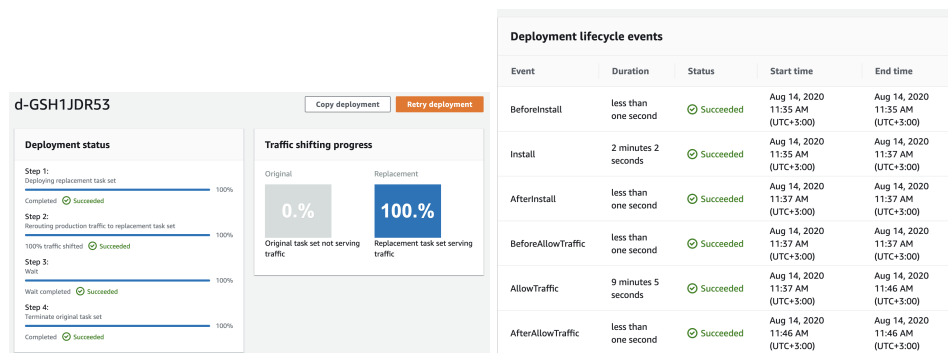 d-GSH1JDR53
Copy deployment
Retry deployment
Deployment status
Step 1:
Deploying replacement task set
100%
Completed Succeeded
Step 2:
Rerouting production traffic to replacement task set
100%
100% traffic shifted Succeeded
Step 3:
Wait
100%
Wait completed Succeeded
Step 4:
Terminate original task set
100%
Completed Succeeded
Traffic shifting progress
Original Replacement
0.% 100.%
Original task set not serving
traffic
Replacement task set serving
traffic
Deployment lifecycle events
Event Duration Status Start time End time
BeforeInstall less than one second Succeeded Aug 14, 2020 11:35 AM (UTC+3:00) Aug 14, 2020 11:35 AM (UTC+3:00)
Install 2 minutes 2 seconds Succeeded Aug 14, 2020 11:35 AM (UTC+3:00) Aug 14, 2020 11:37 AM (UTC+3:00)
AfterInstall less than one second Succeeded Aug 14, 2020 11:37 AM (UTC+3:00) Aug 14, 2020 11:37 AM (UTC+3:00)
BeforeAllowTraffic less than one second Succeeded Aug 14, 2020 11:37 AM (UTC+3:00) Aug 14, 2020 11:37 AM (UTC+3:00)
AllowTraffic 9 minutes 5 seconds Succeeded Aug 14, 2020 11:37 AM (UTC+3:00) Aug 14, 2020 11:46 AM (UTC+3:00)
AfterAllowTraffic less than one second Succeeded Aug 14, 2020 11:46 AM (UTC+3:00) Aug 14, 2020 11:46 AM (UTC+3:00)